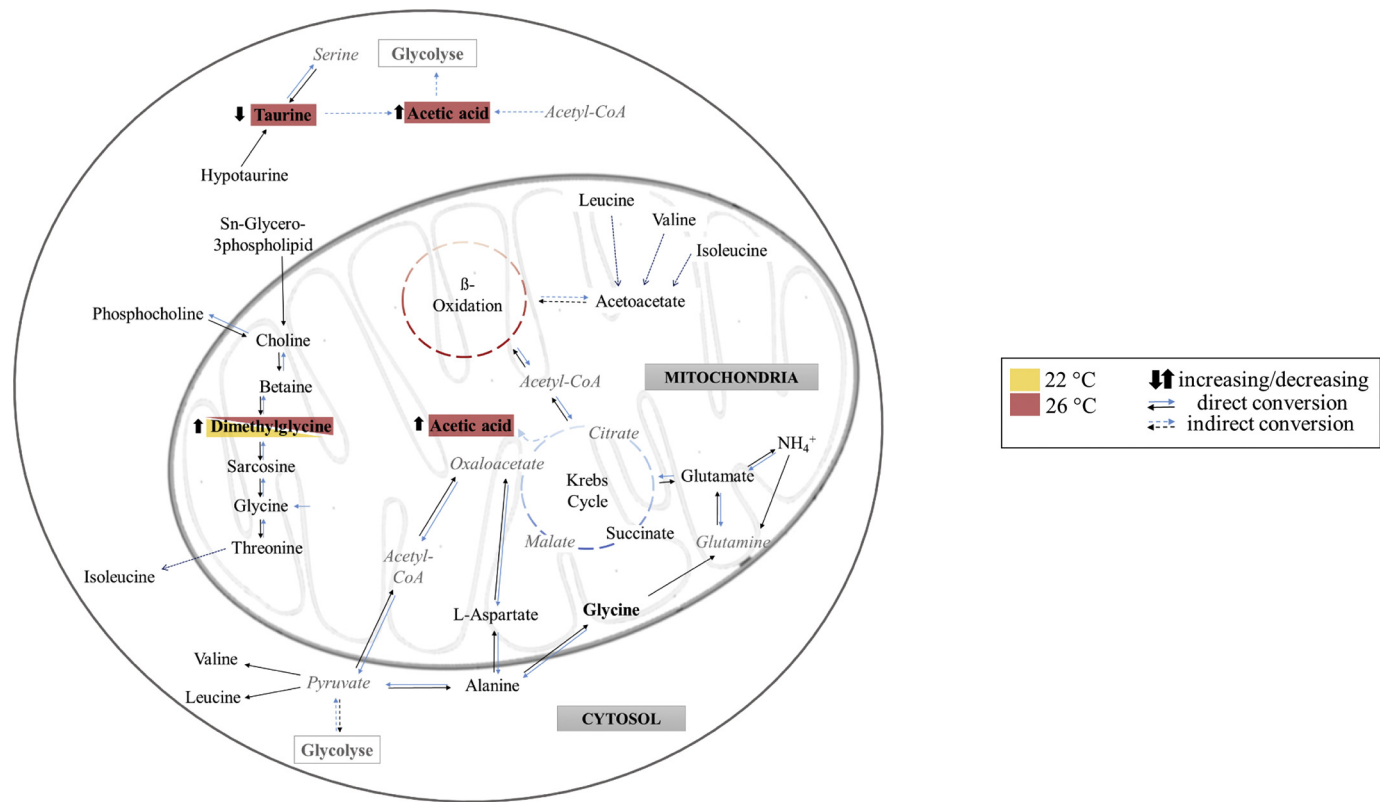 Serine
Glycolyse
Taurine
Acetic acid
Acetyl-CoA
Hypotaurine
Leucine
Valine
Isoleucine
Sn-Glycero-
3phospholipid
ß-
Oxidation
Acetoacetate
Phosphocholine
Choline
Betaine
Acetyl-CoA
MITOCHONDRIA
22 °C
increasing/decreasing
26 °C
direct conversion
indirect conversion
Dimethylglycine
Acetic acid
Citrate
NH₄⁺
Sarcosine
Oxaloacetate
Krebs
Cycle
Glutamate
Glycine
Succinate
Threonine
Malate
Glutamine
Acetyl-
CoA
Isoleucine
L-Aspartate
Glycine
Valine
Pyruvate
Alanine
Leucine
CYTOSOL
Glycolyse